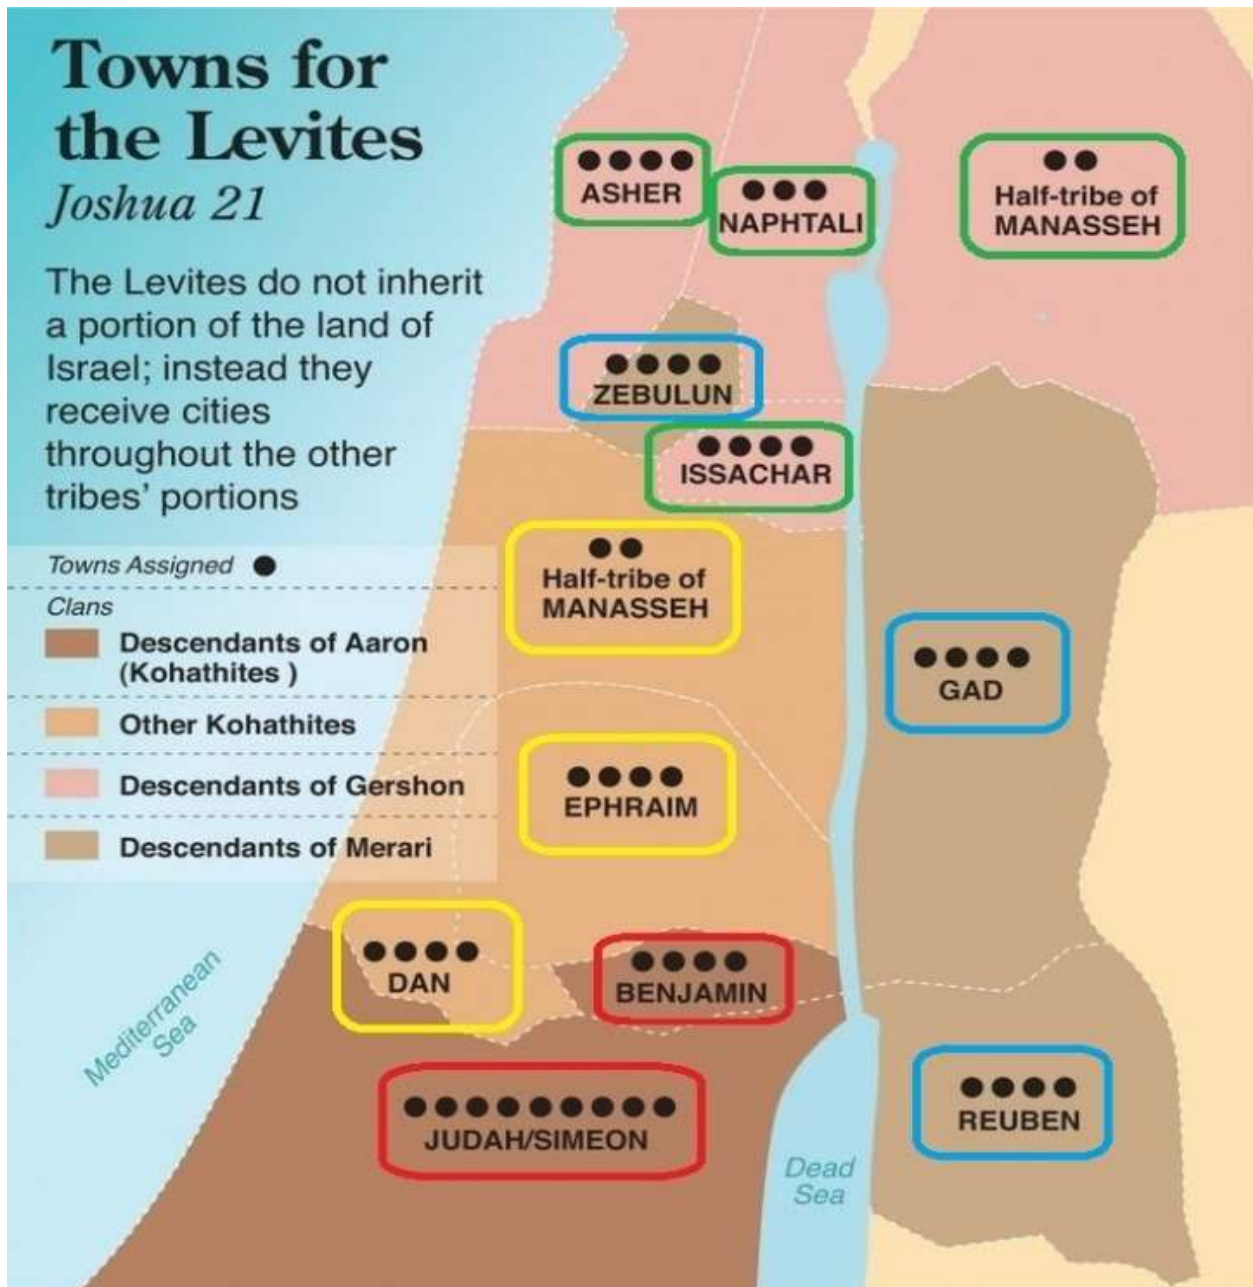 Towns for
the Levites
Joshua 21
The Levites do not inherit
a portion of the land of
Israel; instead they
receive cities
throughout the other
tribes' portions
Towns Assigned
Clans
Descendants of Aaron
(Kohathites )
Other Kohathites
Descendants of Gershon
Descendants of Merari
ASHER
NAPHTALI
Half-tribe of
MANASSEH
ZEBULUN
ISSACHAR
Half-tribe of
MANASSEH
GAD
EPHRAIM
DAN
BENJAMIN
JUDAH/SIMEON
REUBEN
Mediterranean
Sea
Dead
Sea